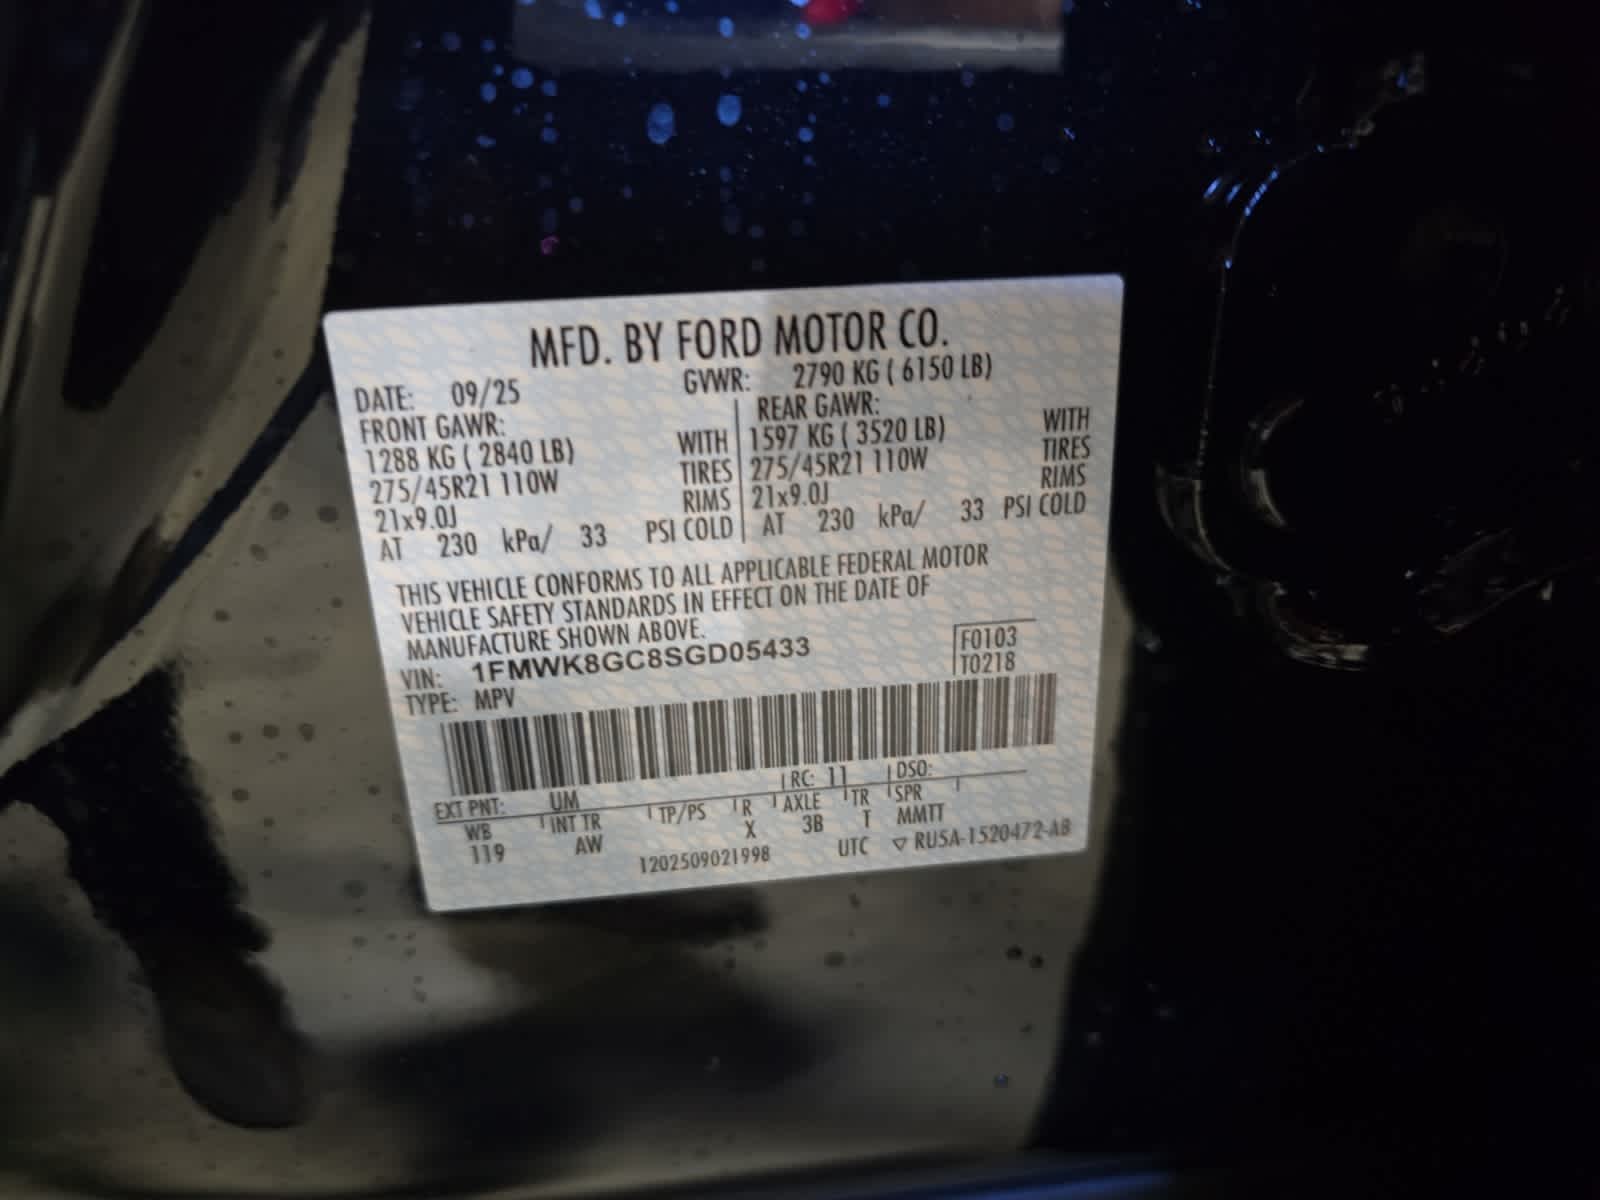 MFD. BY FORD MOTOR CO.
DATE: 09/25 GVWR: 2790 KG ( 6150 LB)
FRONT GAWR: REAR GAWR:
1288 KG ( 2840 LB) WITH 1597 KG ( 3520 LB) WITH
275/45R21 110W TIRES 275/45R21 110W TIRES
21x9.0J RIMS 21x9.0J RIMS
AT 230 kPa/ 33 PSI COLD AT 230 kPa/ 33 PSI COLD
THIS VEHICLE CONFORMS TO ALL APPLICABLE FEDERAL MOTOR
VEHICLE SAFETY STANDARDS IN EFFECT ON THE DATE OF
MANUFACTURE SHOWN ABOVE.
VIN: 1FMWK8GC8SGD05433 F0103
TYPE: MPV T0218
EXT PNT: UM RC: 11 DSO:
WB INT TR TP/PS R AXLE TR SPR
119 AW X 3B T MMTT
1202509021998 UTC ▽ RU5A-1520472-AB